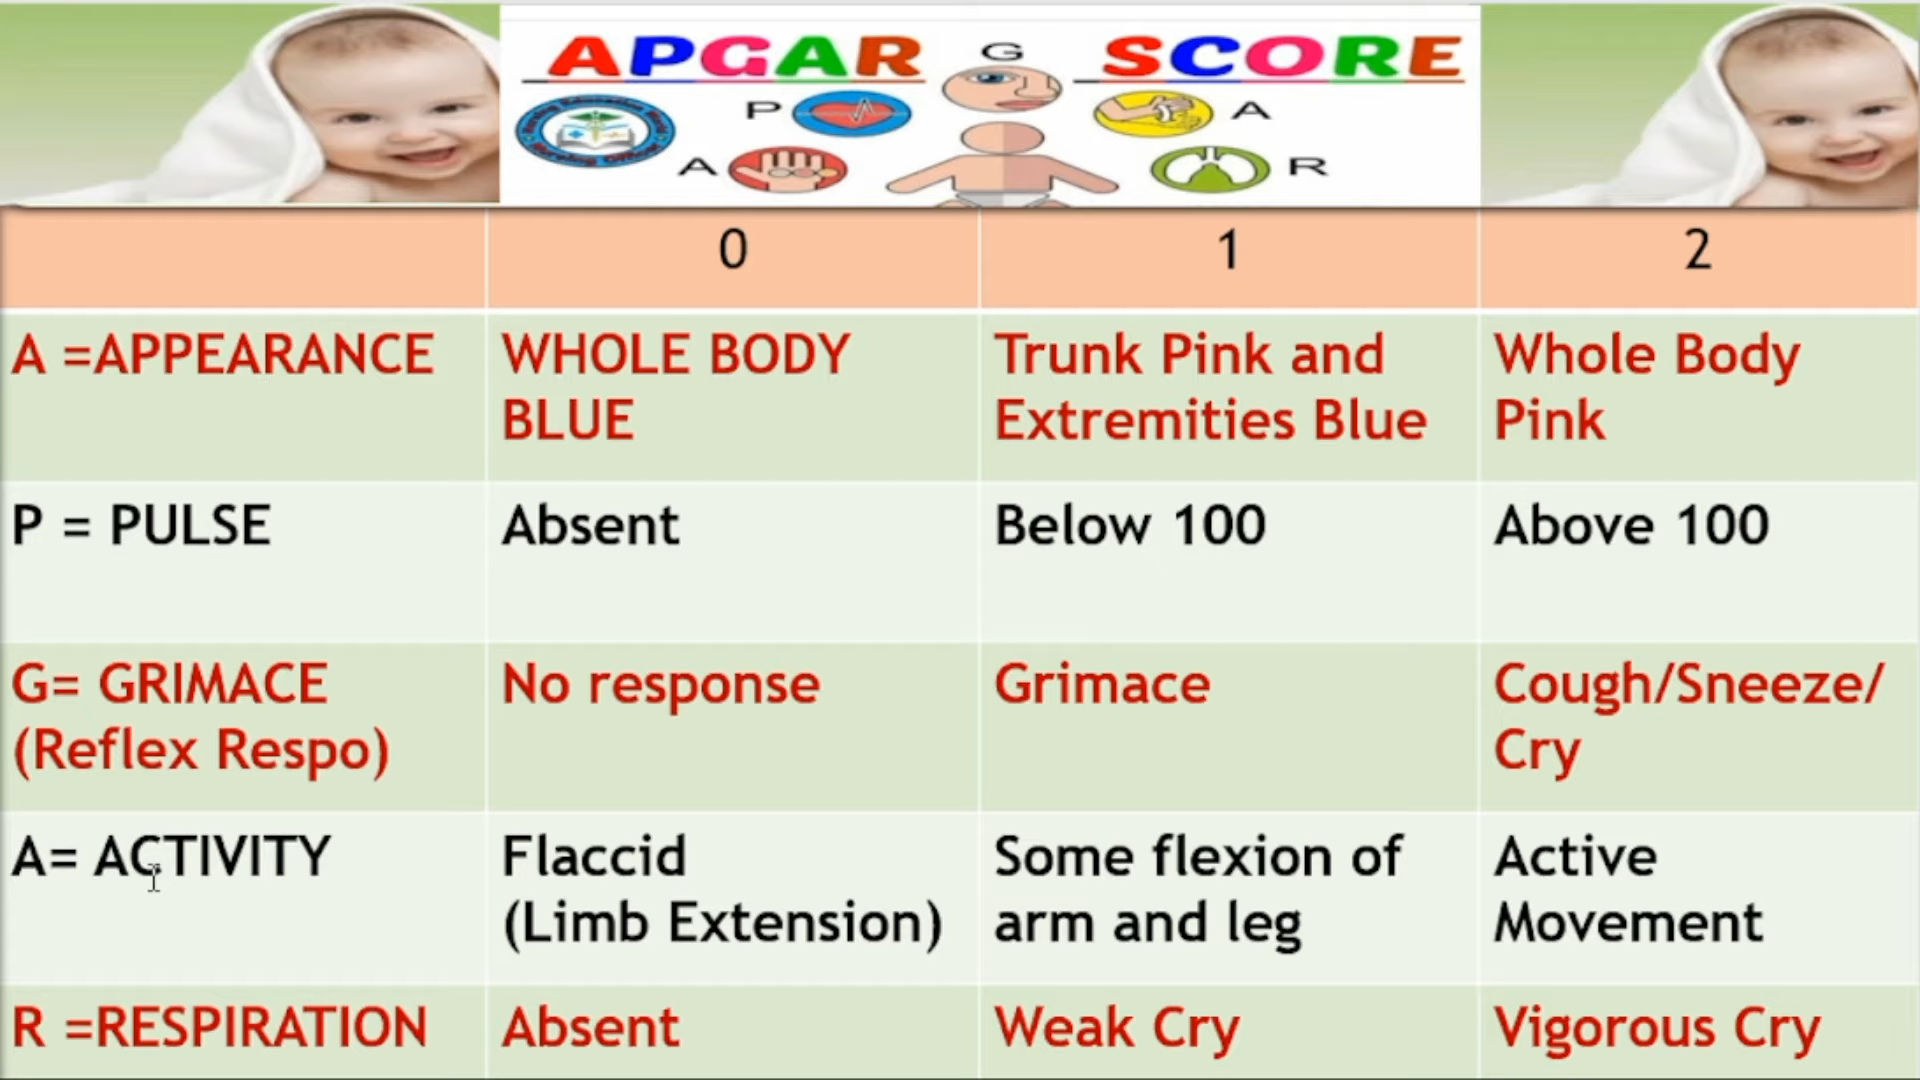 APGAR SCORE
G
P
A
A
R
0 1 2
A =APPEARANCE
WHOLE BODY
BLUE
Trunk Pink and
Extremities Blue
Whole Body
Pink
P = PULSE
Absent
Below 100
Above 100
G= GRIMACE
(Reflex Respo)
No response
Grimace
Cough/Sneeze/
Cry
A= ACTIVITY
Flaccid
(Limb Extension)
Some flexion of
arm and leg
Active
Movement
R =RESPIRATION
Absent
Weak Cry
Vigorous Cry